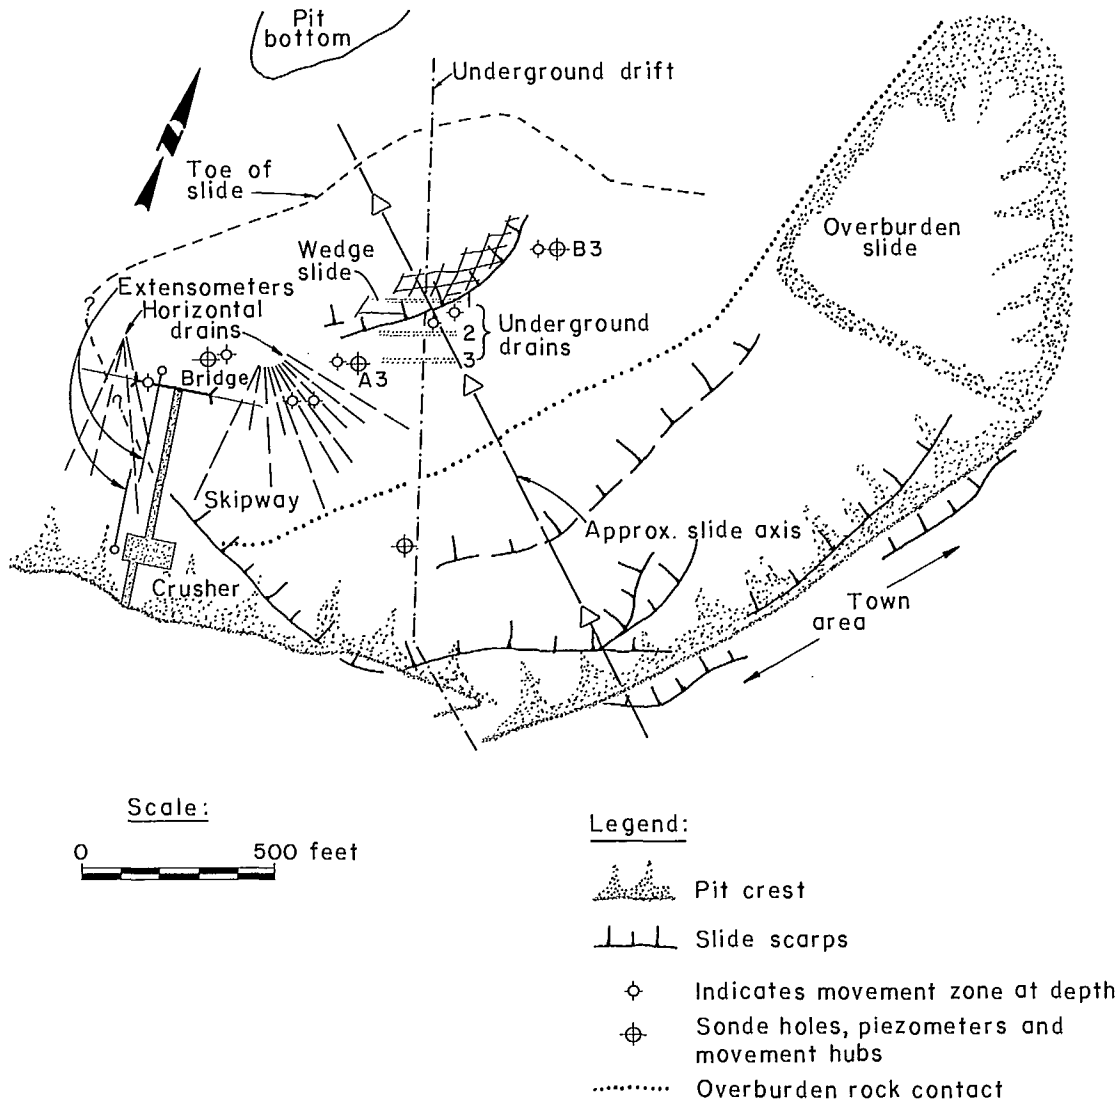 Pit
bottom
Underground drift
Toe of
slide
Overburden
slide
Wedge
slide
B3
Extensometers
Horizontal
drains
?
1
2
3
Underground
drains
A3
Bridge
?
Skipway
Approx. slide axis
Crusher
Town
area
Scale:
0 500 feet
Legend:
Pit crest
Slide scarps
Indicates movement zone at depth
Sonde holes, piezometers and
movement hubs
Overburden rock contact